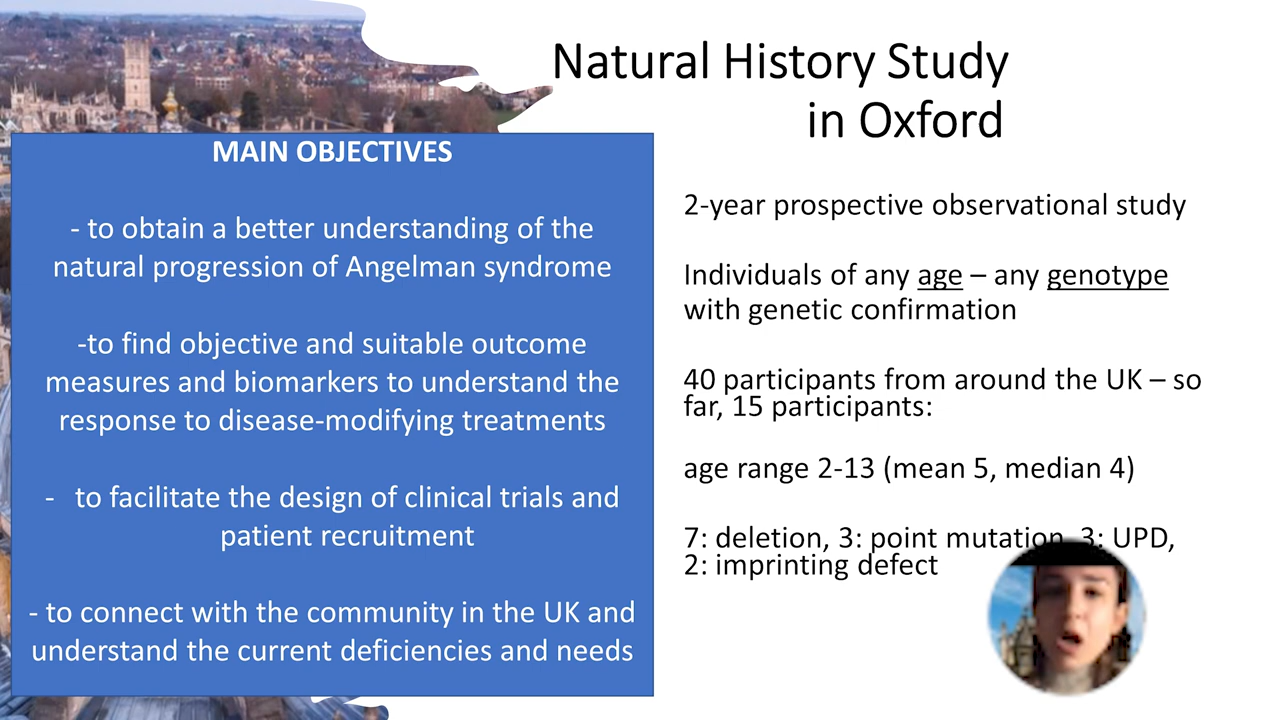 Natural History Study
in Oxford
MAIN OBJECTIVES
- to obtain a better understanding of the
natural progression of Angelman syndrome
-to find objective and suitable outcome
measures and biomarkers to understand the
response to disease-modifying treatments
- to facilitate the design of clinical trials and
patient recruitment
- to connect with the community in the UK and
understand the current deficiencies and needs
2-year prospective observational study
Individuals of any age – any genotype
with genetic confirmation
40 participants from around the UK – so
far, 15 participants:
age range 2-13 (mean 5, median 4)
7: deletion, 3: point mutation, 3: UPD,
2: imprinting defect